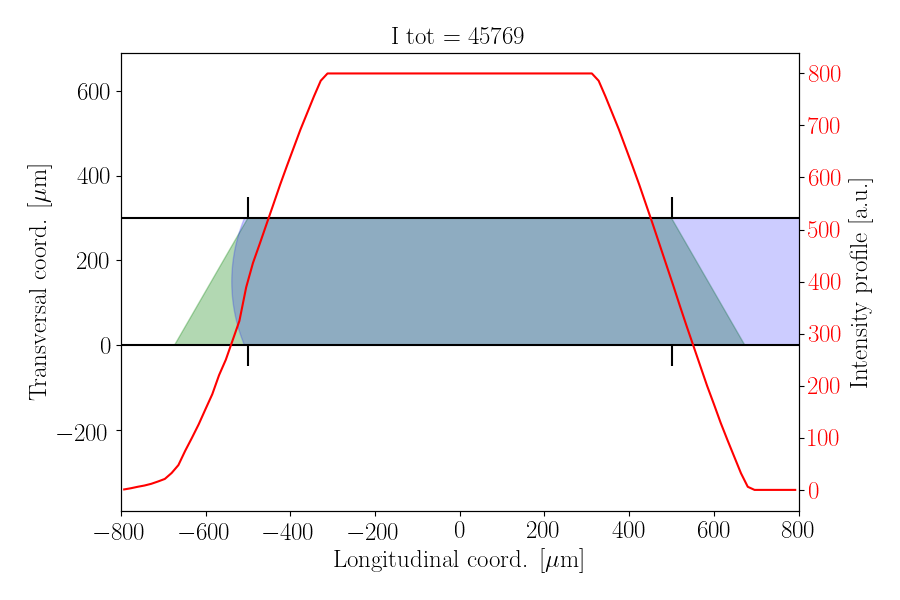 I tot = 45769
Transversal coord. [μm]
600
400
200
0
−200
800
700
600
500
400
300
200
100
0
Intensity profile [a.u.]
−800 −600 −400 −200 0 200 400 600 800
Longitudinal coord. [μm]